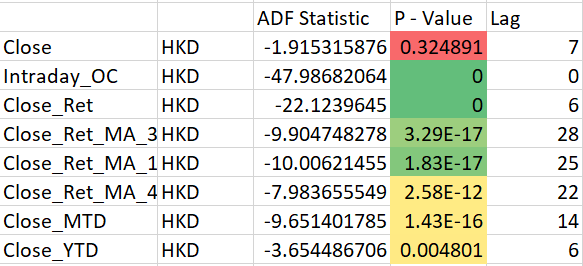 ADF Statistic P - Value Lag
Close HKD -1.915315876 0.324891 7
Intraday_OC HKD -47.98682064 0 0
Close_Ret HKD -22.1239645 0 6
Close_Ret_MA_3 HKD -9.904748278 3.29E-17 28
Close_Ret_MA_1 HKD -10.00621455 1.83E-17 25
Close_Ret_MA_4 HKD -7.983655549 2.58E-12 22
Close_MTD HKD -9.651401785 1.43E-16 14
Close_YTD HKD -3.654486706 0.004801 6